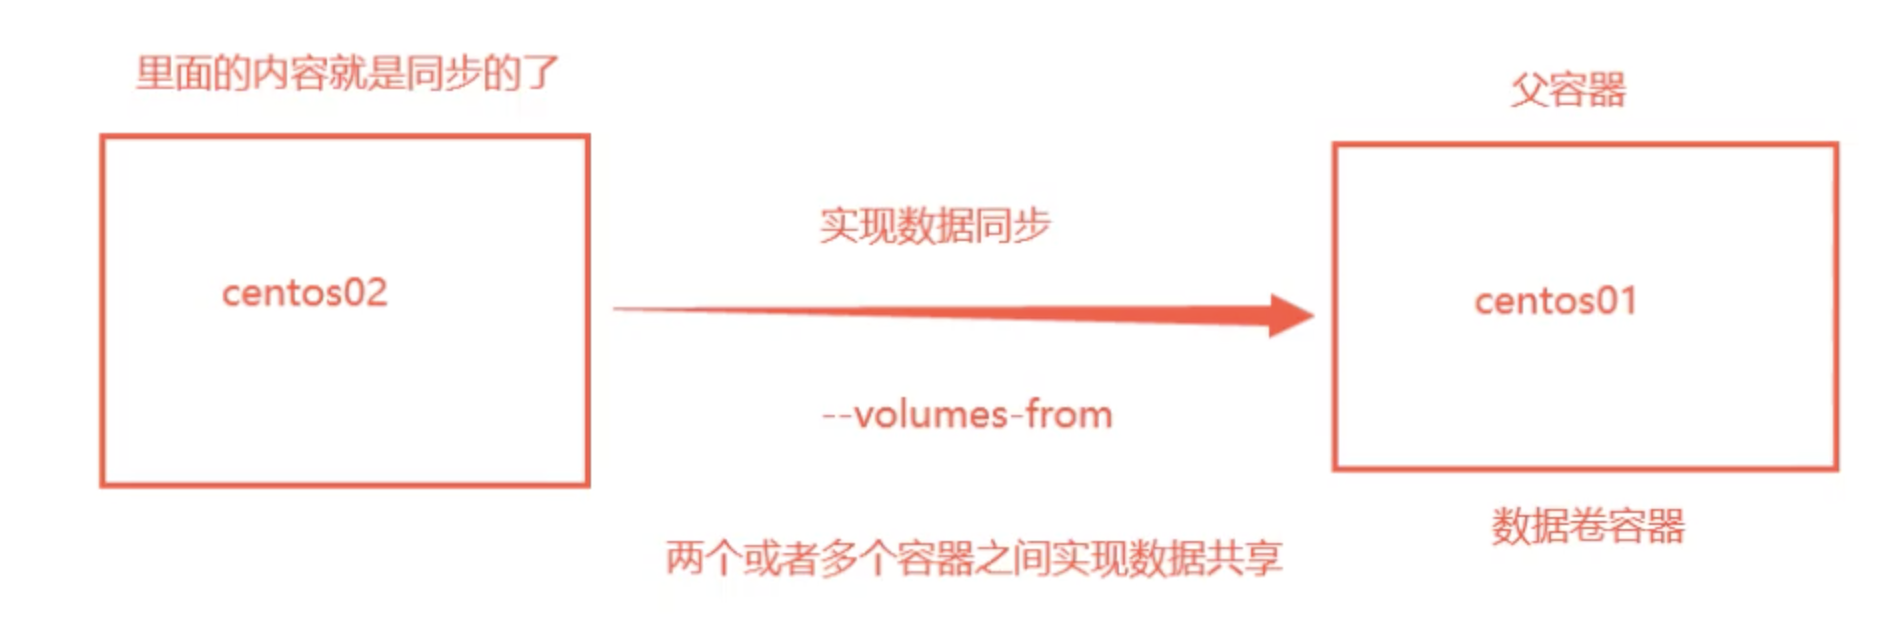 里面的内容就是同步的了
centos02
实现数据同步
--volumes-from
两个或者多个容器之间实现数据共享
父容器
centos01
数据卷容器